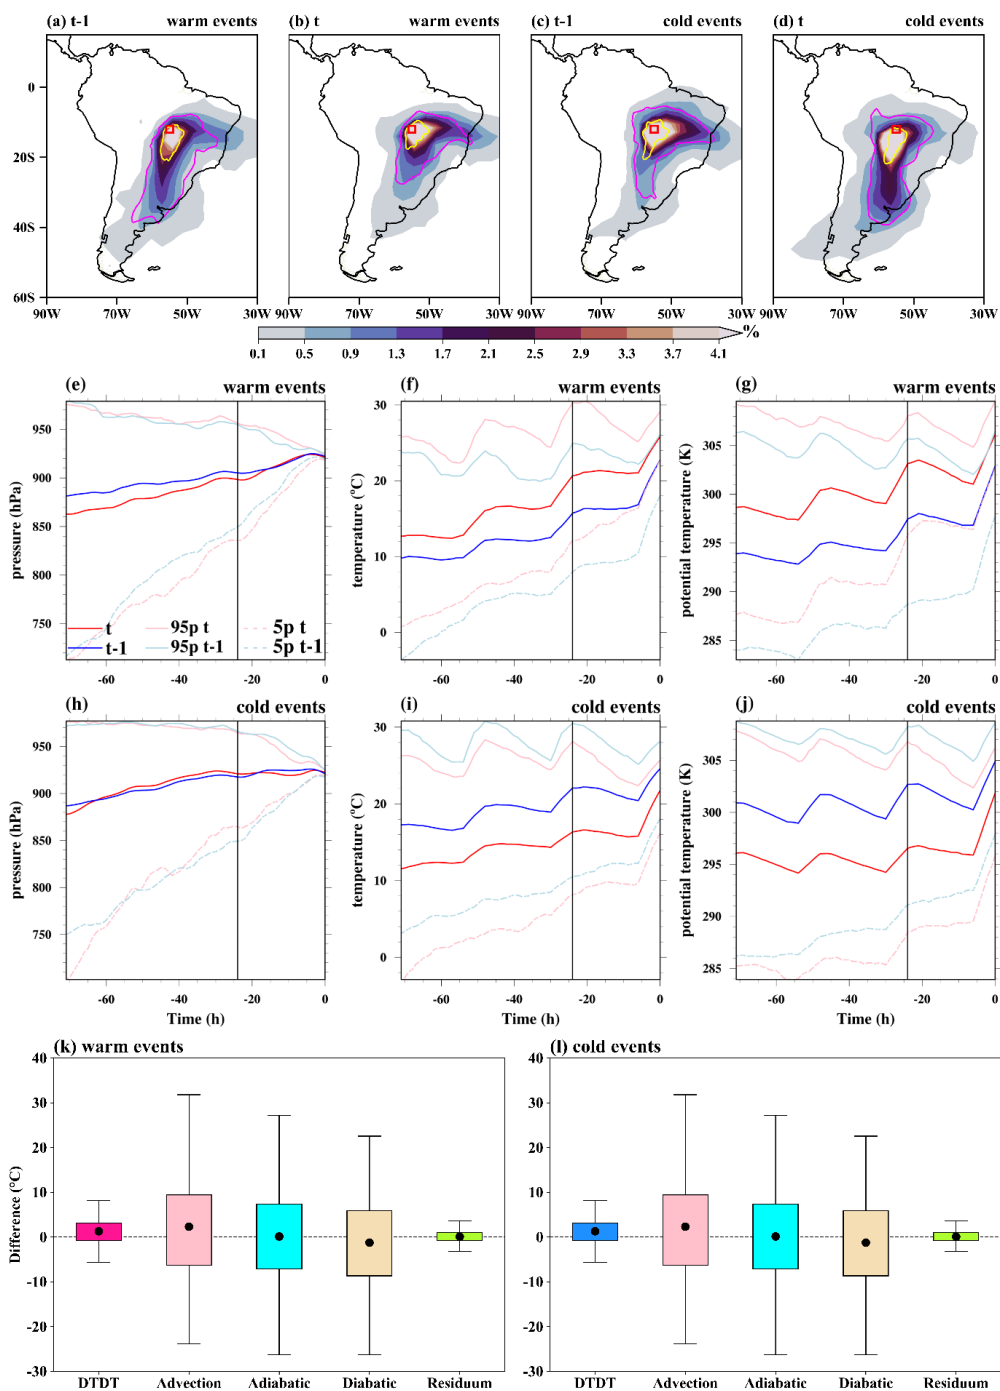 (a) t-1 warm events
(b) t warm events
(c) t-1 cold events
(d) t cold events
0
20S
40S
60S
90W 70W 50W 30W
90W 70W 50W 30W
90W 70W 50W 30W
90W 70W 50W 30W
0.1 0.5 0.9 1.3 1.7 2.1 2.5 2.9 3.3 3.7 4.1 %
(e) warm events
pressure (hPa)
950
900
850
800
750
t 95p t 5p t
t-1 95p t-1 5p t-1
-60 -40 -20 0
(f) warm events
temperature (°C)
30
20
10
0
-60 -40 -20 0
(g) warm events
potential temperature (K)
305
300
295
290
285
-60 -40 -20 0
(h) cold events
pressure (hPa)
950
900
850
800
750
-60 -40 -20 0
Time (h)
(i) cold events
temperature (°C)
30
20
10
0
-60 -40 -20 0
Time (h)
(j) cold events
potential temperature (K)
305
300
295
290
285
-60 -40 -20 0
Time (h)
(k) warm events
Difference (°C)
40
30
20
10
0
-10
-20
-30
DTDT Advection Adiabatic Diabatic Residuum
(l) cold events
40
30
20
10
0
-10
-20
-30
DTDT Advection Adiabatic Diabatic Residuum